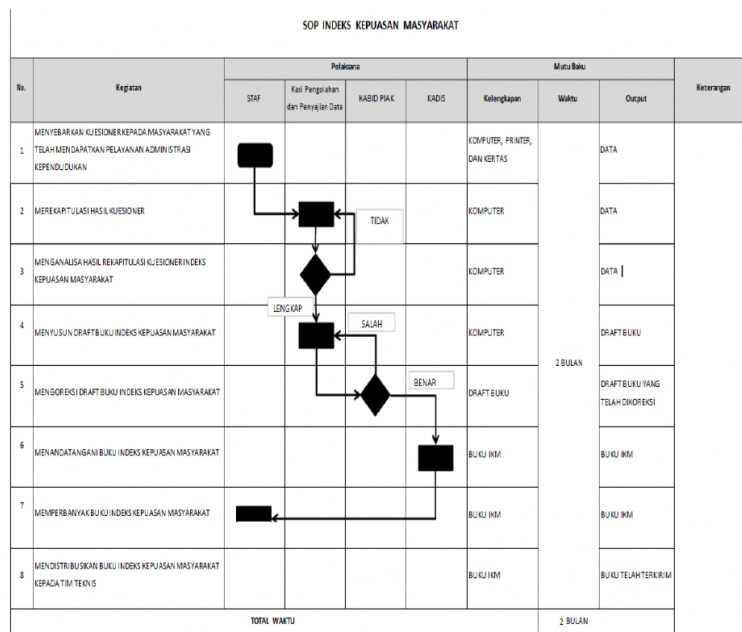 SOP INDEKS KEPUASAN MASYARAKAT
No.
Kegiatan
Pelaksana
Mutu Baku
Keterangan
STAF
Kasi Pengolahan
dan Penyajian Data
KABID PIAK
KADIS
Kelengkapan
Waktu
Output
1
MENYEBARKAN KUESIONER KEPADA MASYARAKAT YANG
TELAH MENDAPATKAN PELAYANAN ADMINISTRASI
KEPENDUDUKAN
KOMPUTER, PRINTER,
DAN KERTAS
DATA
2
MEREKAPITULASI HASIL KUESIONER
TIDAK
KOMPUTER
DATA
3
MENGANALISA HASIL REKAPITULASI KUESIONER INDEKS
KEPUASAN MASYARAKAT
KOMPUTER
DATA
LENGKAP
4
MENYUSUN DRAFT BUKU INDEKS KEPUASAN MASYARAKAT
SALAH
KOMPUTER
DRAFT BUKU
2 BULAN
5
MENGOREKSI DRAFT BUKU INDEKS KEPUASAN MASYARAKAT
BENAR
DRAFT BUKU
DRAFT BUKU YANG
TELAH DIKOREKSI
6
MENANDATANGANI BUKU INDEKS KEPUASAN MASYARAKAT
BUKU IKM
BUKU IKM
7
MEMPERBANYAK BUKU INDEKS KEPUASAN MASYARAKAT
BUKU IKM
BUKU IKM
8
MENDISTRIBUSIKAN BUKU INDEKS KEPUASAN MASYARAKAT
KEPADA TIM TEKNIS
BUKU IKM
BUKU TELAH TERKIRIM
TOTAL WAKTU
2 BULAN